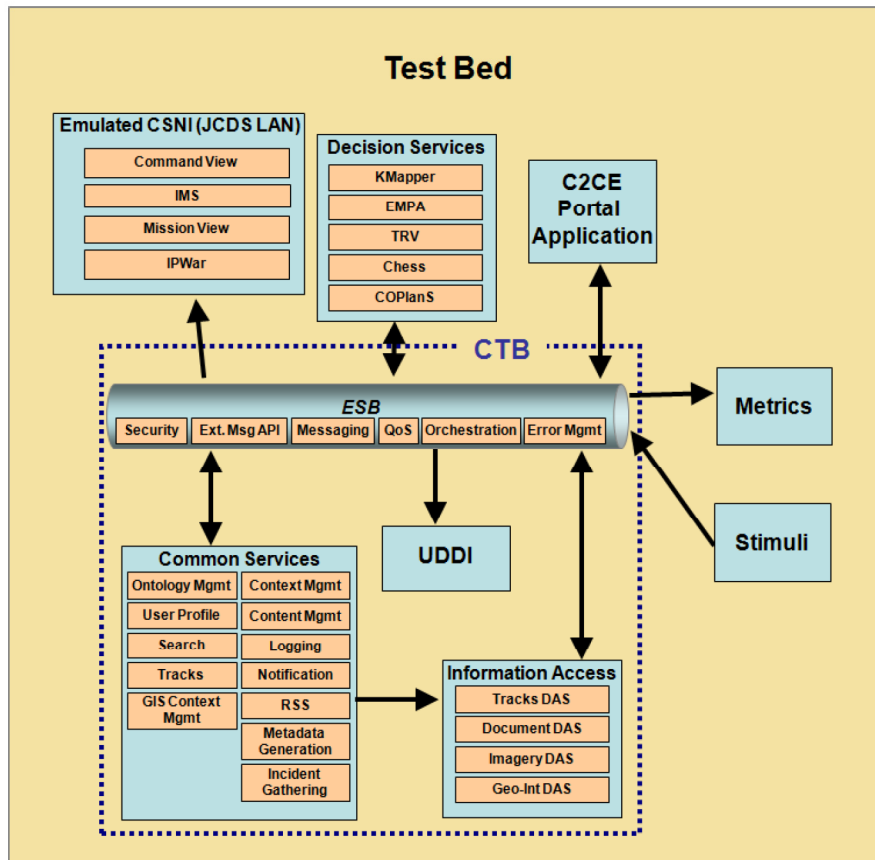 Test Bed
Emulated CSNI (JCDS LAN)
Command View
IMS
Mission View
IPWar
Decision Services
KMapper
EMPA
TRV
Chess
COPlanS
C2CE
Portal
Application
CTB
ESB
Security
Ext. Msg API
Messaging
QoS
Orchestration
Error Mgmt
Metrics
Stimuli
UDDI
Common Services
Ontology Mgmt
User Profile
Search
Tracks
GIS Context
Mgmt
Context Mgmt
Content Mgmt
Logging
Notification
RSS
Metadata
Generation
Incident
Gathering
Information Access
Tracks DAS
Document DAS
Imagery DAS
Geo-Int DAS